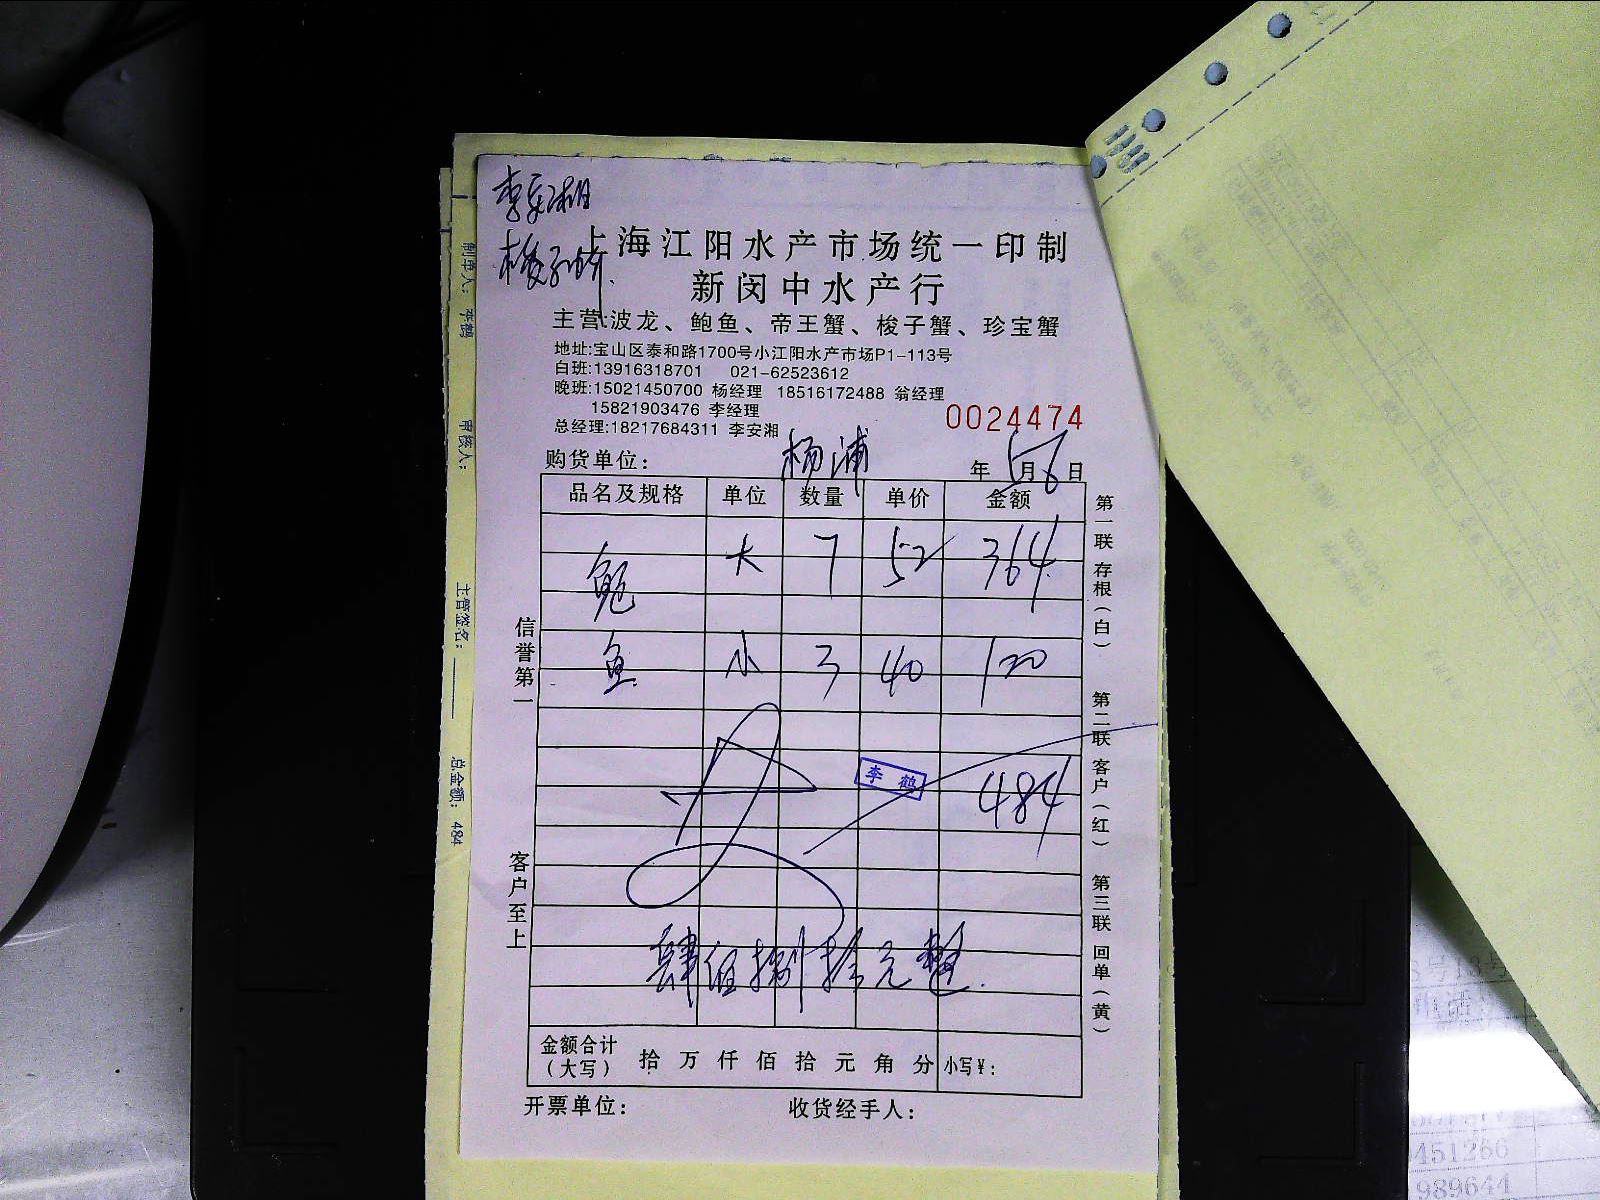 李安湘
上海江阳水产市场统一印制
新闵中水产行
主营:波龙、鲍鱼、帝王蟹、梭子蟹、珍宝蟹
地址:宝山区泰和路1700号小江阳水产市场P1-113号
白班:13916318701 021-62523612
晚班:15021450700 杨经理 18516172488 翁经理
15821903476 李经理
0024474
总经理:18217684311 李安湘
购货单位: 杨浦 年 5月6日
品名及规格 单位 数量 单价 金额
鲍 大 7 52 364
鱼 小 3 40 120
李鹤
484
肆佰捌拾元整
金额合计(大写) 拾万仟佰拾元角分 小写¥:
开票单位: 收货经手人:
信誉第一
客户至上
第一联存根(白)
第二联客户(红)
第三联回单(黄)
制单人: 李鹤
审核人:
主管签名:
总金额: 484
451266
989644